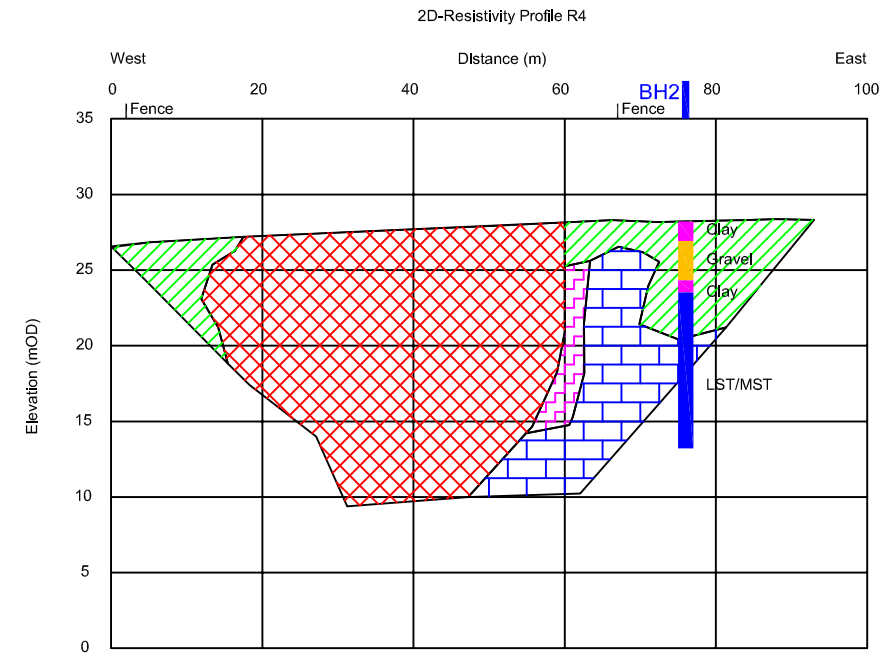 2D-Resistivity Profile R4
West Distance (m) East
0 20 40 60 BH2 80 100
Fence Fence
35
30
Clay
Gravel
25
Clay
20
LST/MST
15
10
5
0
Elevation (mOD)